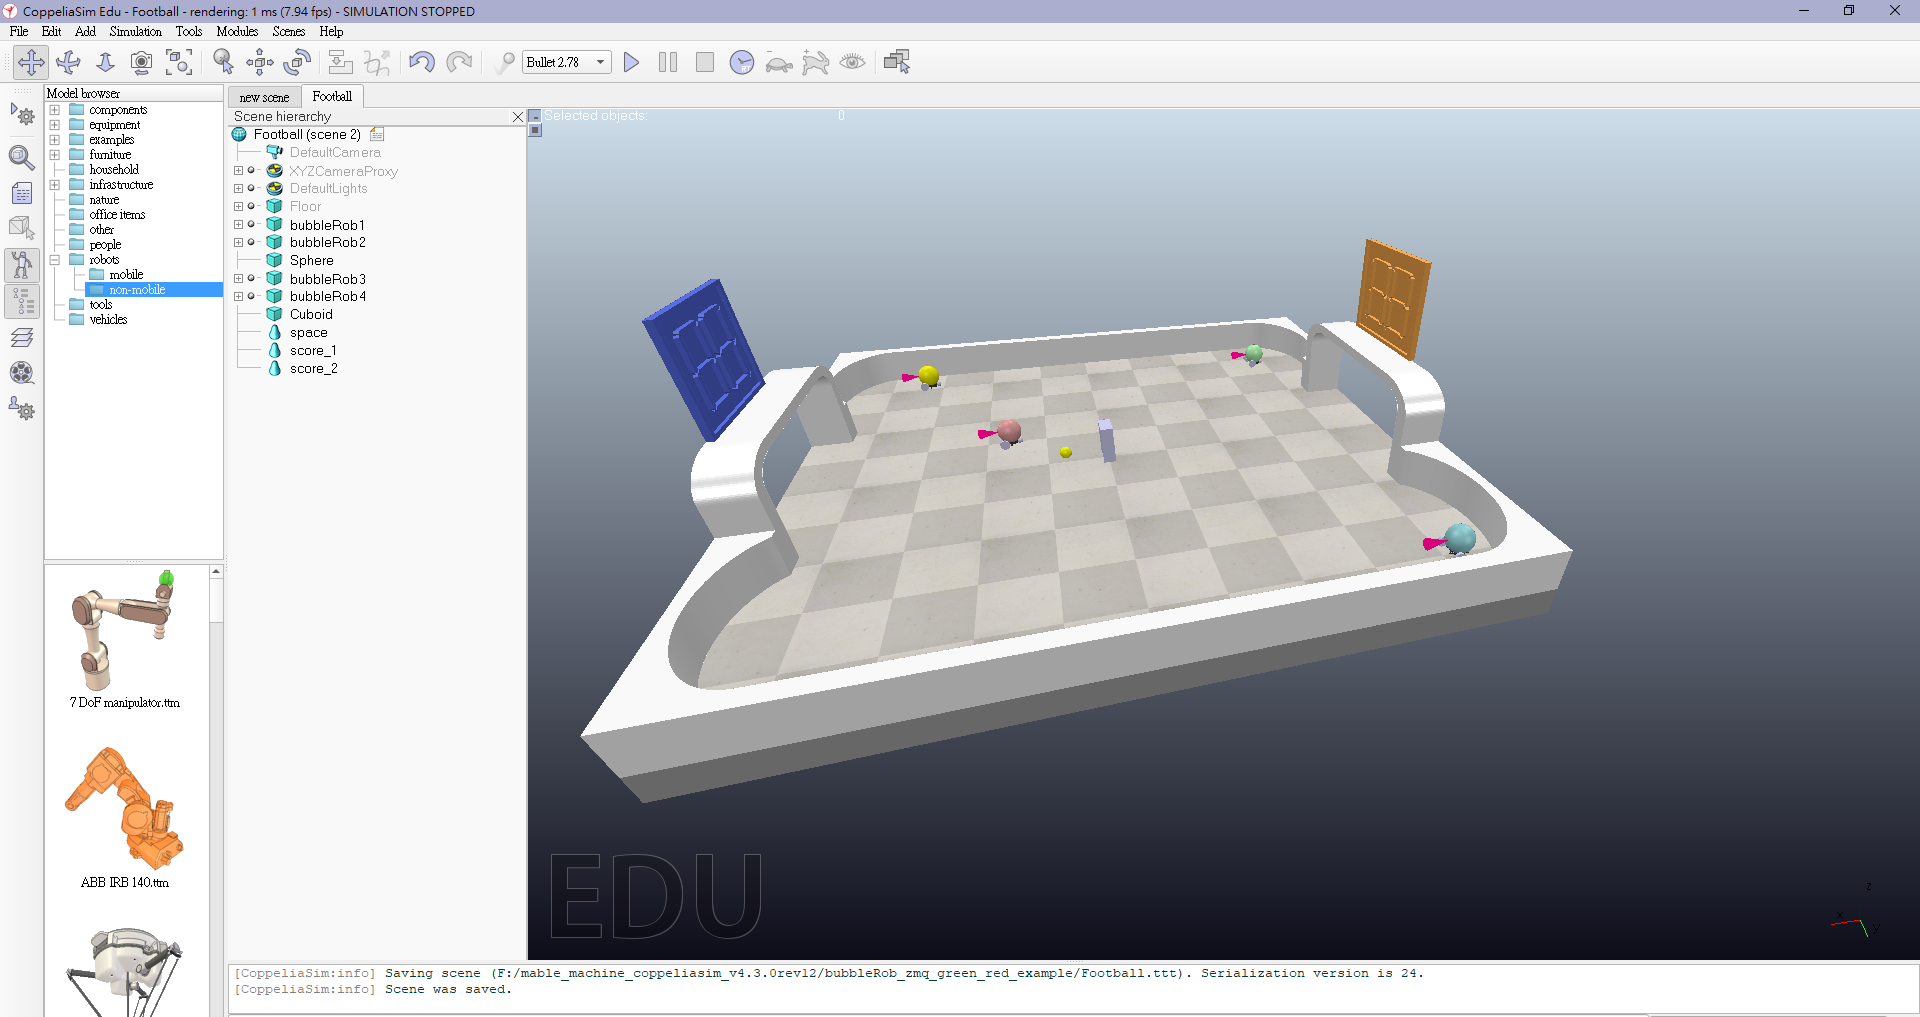 CoppeliaSim Edu - Football - rendering: 1 ms (7.94 fps) - SIMULATION STOPPED
File Edit Add Simulation Tools Modules Scenes Help
Bullet 2.78
Model browser
components
equipment
examples
furniture
household
infrastructure
nature
office items
other
people
robots
mobile
non-mobile
tools
vehicles
7 DoF manipulator.ttm
ABB IRB 140.ttm
new scene Football
Scene hierarchy
Football (scene 2)
DefaultCamera
XYZCameraProxy
DefaultLights
Floor
bubbleRob1
bubbleRob2
Sphere
bubbleRob3
bubbleRob4
Cuboid
space
score_1
score_2
Selected objects: 0
EDU
z
x
y
[CoppeliaSim:info] Saving scene (F:/mable_machine_coppeliasim_v4.3.0rev12/bubbleRob_zmq_green_red_example/Football.ttt). Serialization version is 24.
[CoppeliaSim:info] Scene was saved.